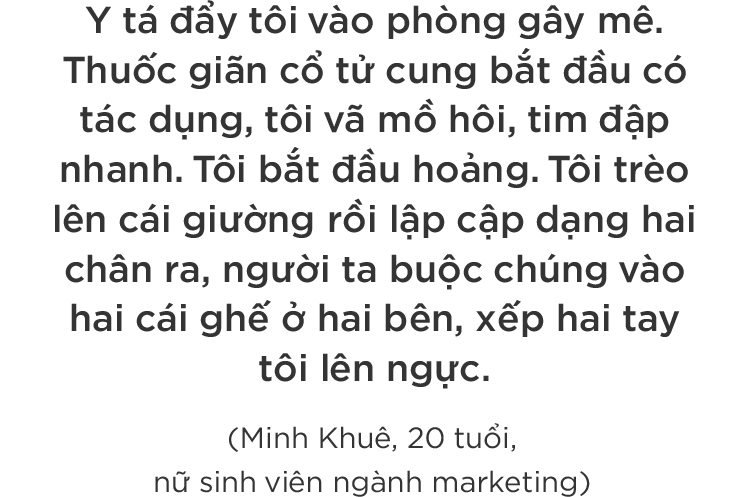 Y tá đẩy tôi vào phòng gây mê.
Thuốc giãn cổ tử cung bắt đầu có
tác dụng, tôi vã mồ hôi, tim đập
nhanh. Tôi bắt đầu hoảng. Tôi trèo
lên cái giường rồi lập cập dạng hai
chân ra, người ta buộc chúng vào
hai cái ghế ở hai bên, xếp hai tay
tôi lên ngực.
(Minh Khuê, 20 tuổi,
nữ sinh viên ngành marketing)